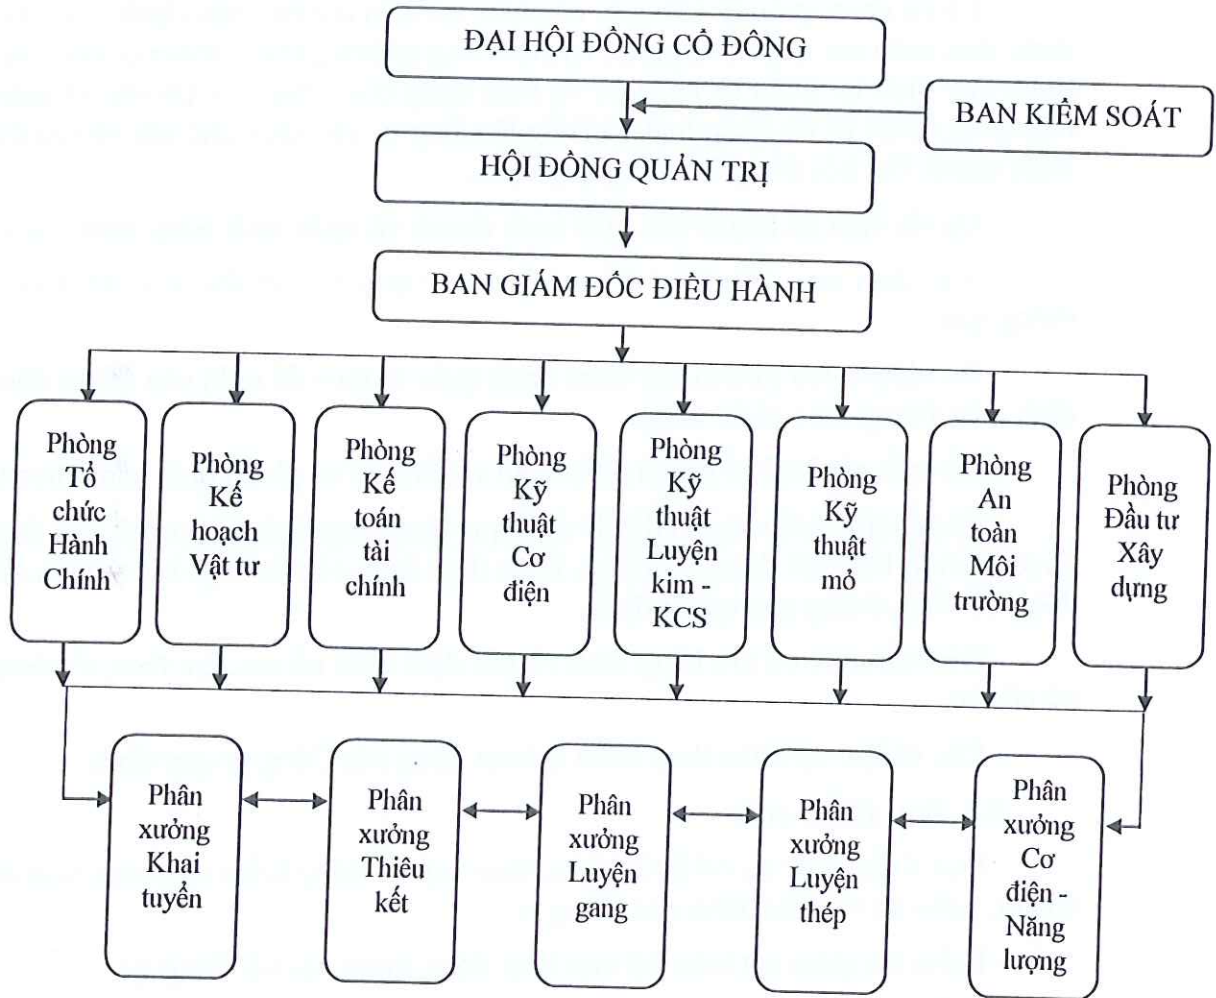 ĐẠI HỘI ĐỒNG CỔ ĐÔNG
BAN KIỂM SOÁT
HỘI ĐỒNG QUẢN TRỊ
BAN GIÁM ĐỐC ĐIỀU HÀNH
Phòng
Tổ
chức
Hành
Chính
Phòng
Kế
hoạch
Vật tư
Phòng
Kế
toán
tài
chính
Phòng
Kỹ
thuật
Cơ
điện
Phòng
Kỹ
thuật
Luyện
kim -
KCS
Phòng
Kỹ
thuật
mỏ
Phòng
An
toàn
Môi
trường
Phòng
Đầu tư
Xây
dựng
Phân
xưởng
Khai
tuyển
Phân
xưởng
Thiêu
kết
Phân
xưởng
Luyện
gang
Phân
xưởng
Luyện
thép
Phân
xưởng
Cơ
điện -
Năng
lượng